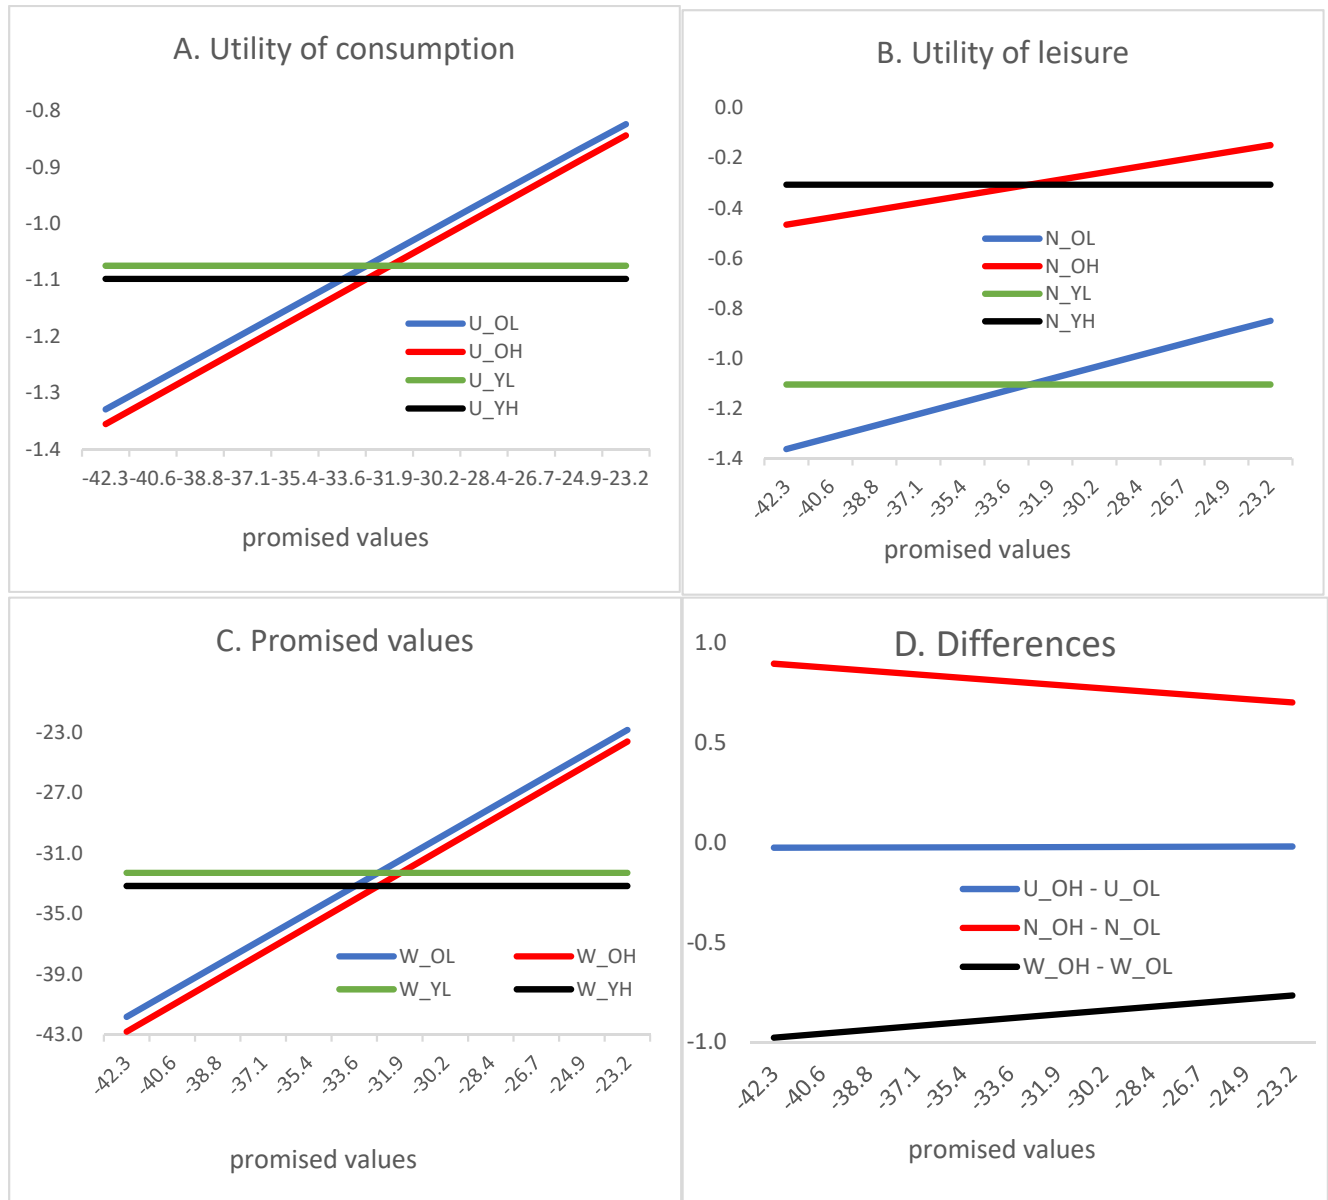 A. Utility of consumption
-0.8
-0.9
-1.0
-1.1
-1.2
-1.3
-1.4
U_OL
U_OH
U_YL
U_YH
-42.3 -40.6 -38.8 -37.1 -35.4 -33.6 -31.9 -30.2 -28.4 -26.7 -24.9 -23.2
promised values
B. Utility of leisure
0.0
-0.2
-0.4
-0.6
-0.8
-1.0
-1.2
-1.4
N_OL
N_OH
N_YL
N_YH
-42.3 -40.6 -38.8 -37.1 -35.4 -33.6 -31.9 -30.2 -28.4 -26.7 -24.9 -23.2
promised values
C. Promised values
-23.0
-27.0
-31.0
-35.0
-39.0
-43.0
W_OL W_OH
W_YL W_YH
-42.3 -40.6 -38.8 -37.1 -35.4 -33.6 -31.9 -30.2 -28.4 -26.7 -24.9 -23.2
promised values
D. Differences
1.0
0.5
0.0
-0.5
-1.0
U_OH - U_OL
N_OH - N_OL
W_OH - W_OL
-42.3 -40.6 -38.8 -37.1 -35.4 -33.6 -31.9 -30.2 -28.4 -26.7 -24.9 -23.2
promised values